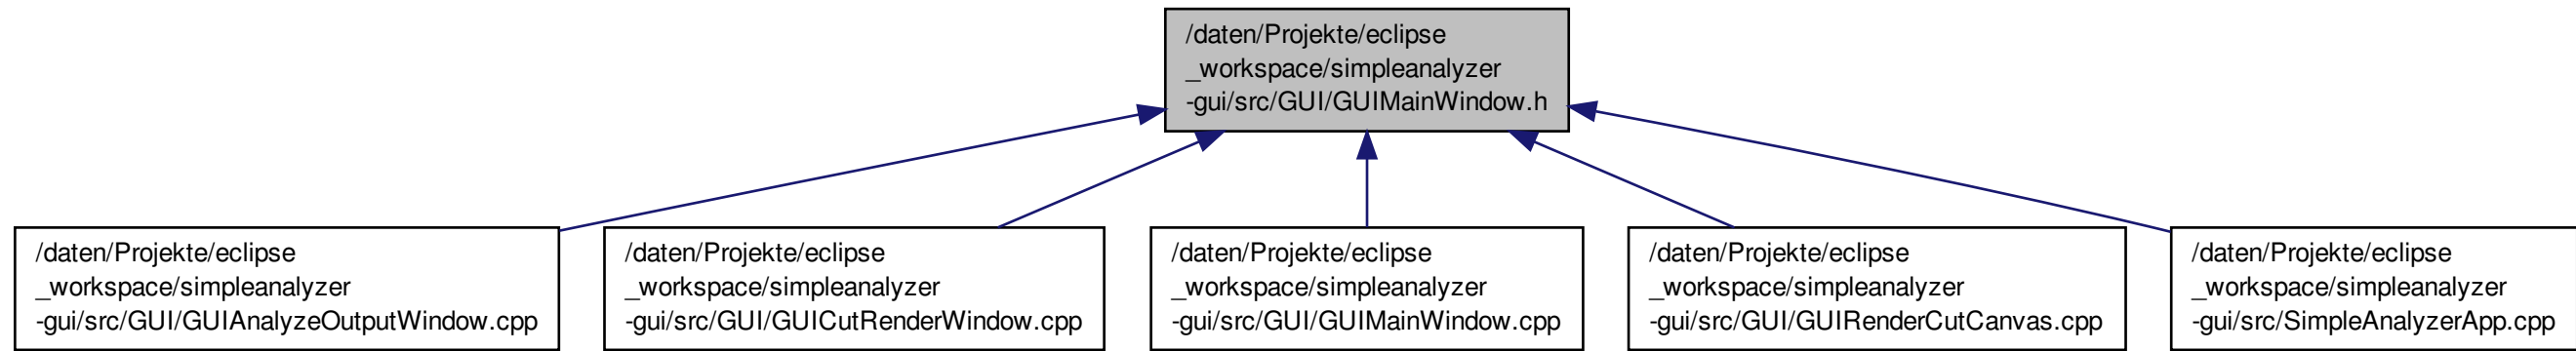 /daten/Projekte/eclipse
_workspace/simpleanalyzer
-gui/src/GUI/GUIMainWindow.h
/daten/Projekte/eclipse
_workspace/simpleanalyzer
-gui/src/GUI/GUIAnalyzeOutputWindow.cpp
/daten/Projekte/eclipse
_workspace/simpleanalyzer
-gui/src/GUI/GUICutRenderWindow.cpp
/daten/Projekte/eclipse
_workspace/simpleanalyzer
-gui/src/GUI/GUIMainWindow.cpp
/daten/Projekte/eclipse
_workspace/simpleanalyzer
-gui/src/GUI/GUIRenderCutCanvas.cpp
/daten/Projekte/eclipse
_workspace/simpleanalyzer
-gui/src/SimpleAnalyzerApp.cpp